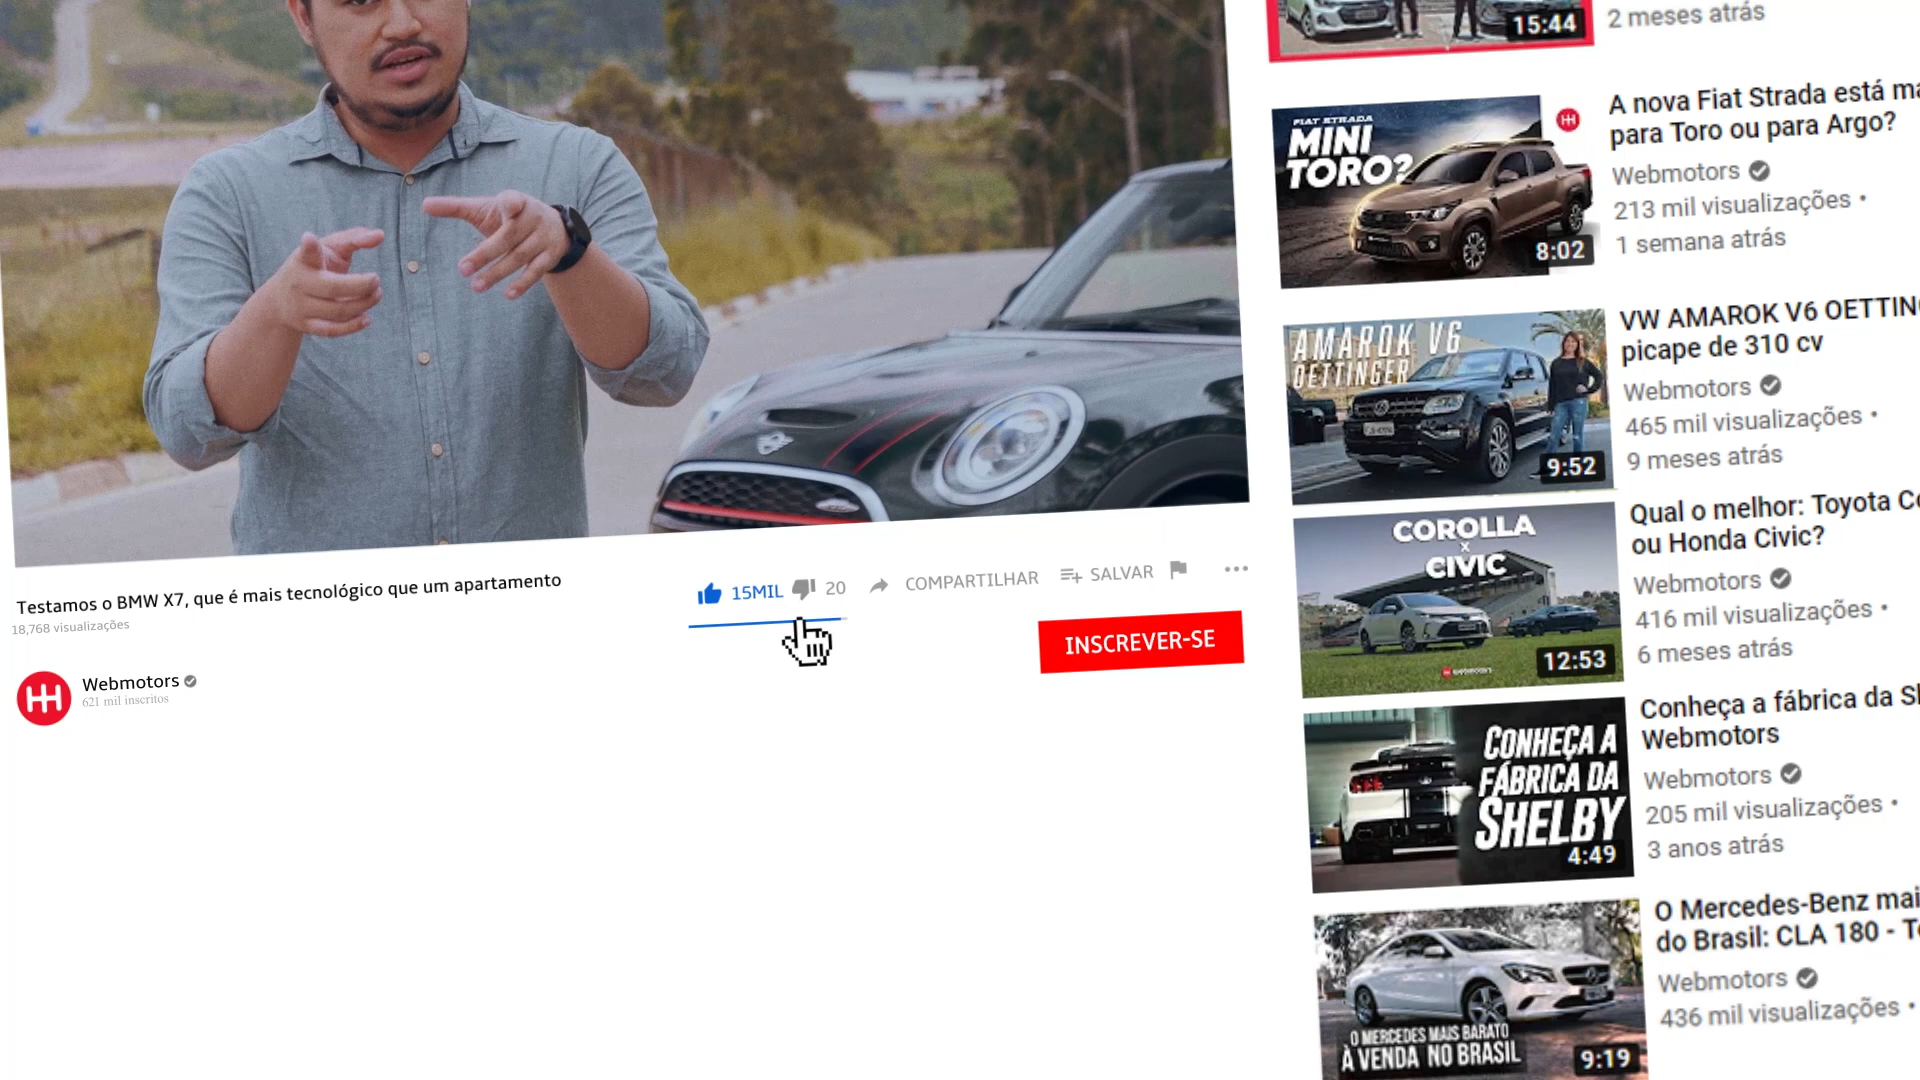 Testamos o BMW X7, que é mais tecnológico que um apartamento
18,768 visualizações
15MIL
20
COMPARTILHAR
SALVAR
INSCREVER-SE
Webmotors
621 mil inscritos
15:44
2 meses atrás
FIAT STRADA
MINI
TORO?
8:02
A nova Fiat Strada está
para Toro ou para Argo?
Webmotors
213 mil visualizações •
1 semana atrás
AMAROK V6
OETTINGER
9:52
VW AMAROK V6
picape de 310 cv
Webmotors
465 mil visualizações •
9 meses atrás
COROLLA
X
CIVIC
webmotors
12:53
Qual o melhor: Toyota
ou Honda Civic?
Webmotors
416 mil visualizações •
6 meses atrás
CONHEÇA A
FÁBRICA DA
SHELBY
4:49
Conheça a fábrica da
Webmotors
Webmotors
205 mil visualizações •
3 anos atrás
O MERCEDES MAIS BARATO
À VENDA NO BRASIL
9:19
O Mercedes-Benz
do Brasil: CLA 180 -
Webmotors
436 mil visualizações •